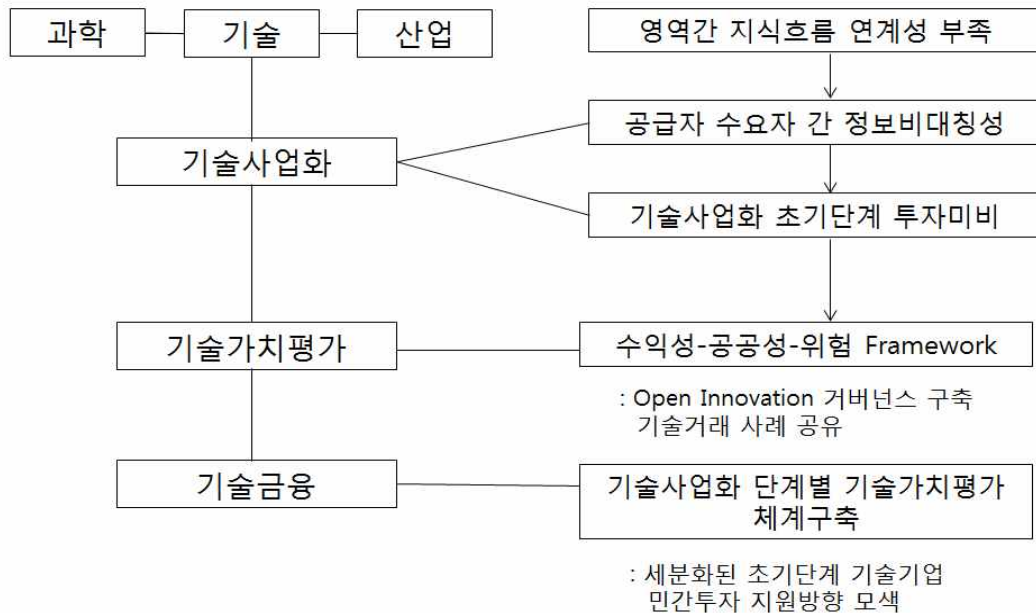 과학
기술
산업
영역간 지식흐름 연계성 부족
공급자 수요자 간 정보비대칭성
기술사업화
기술사업화 초기단계 투자미비
기술가치평가
수익성-공공성-위험 Framework
: Open Innovation 거버넌스 구축
기술거래 사례 공유
기술금융
기술사업화 단계별 기술가치평가
체계구축
: 세분화된 초기단계 기술기업
민간투자 지원방향 모색